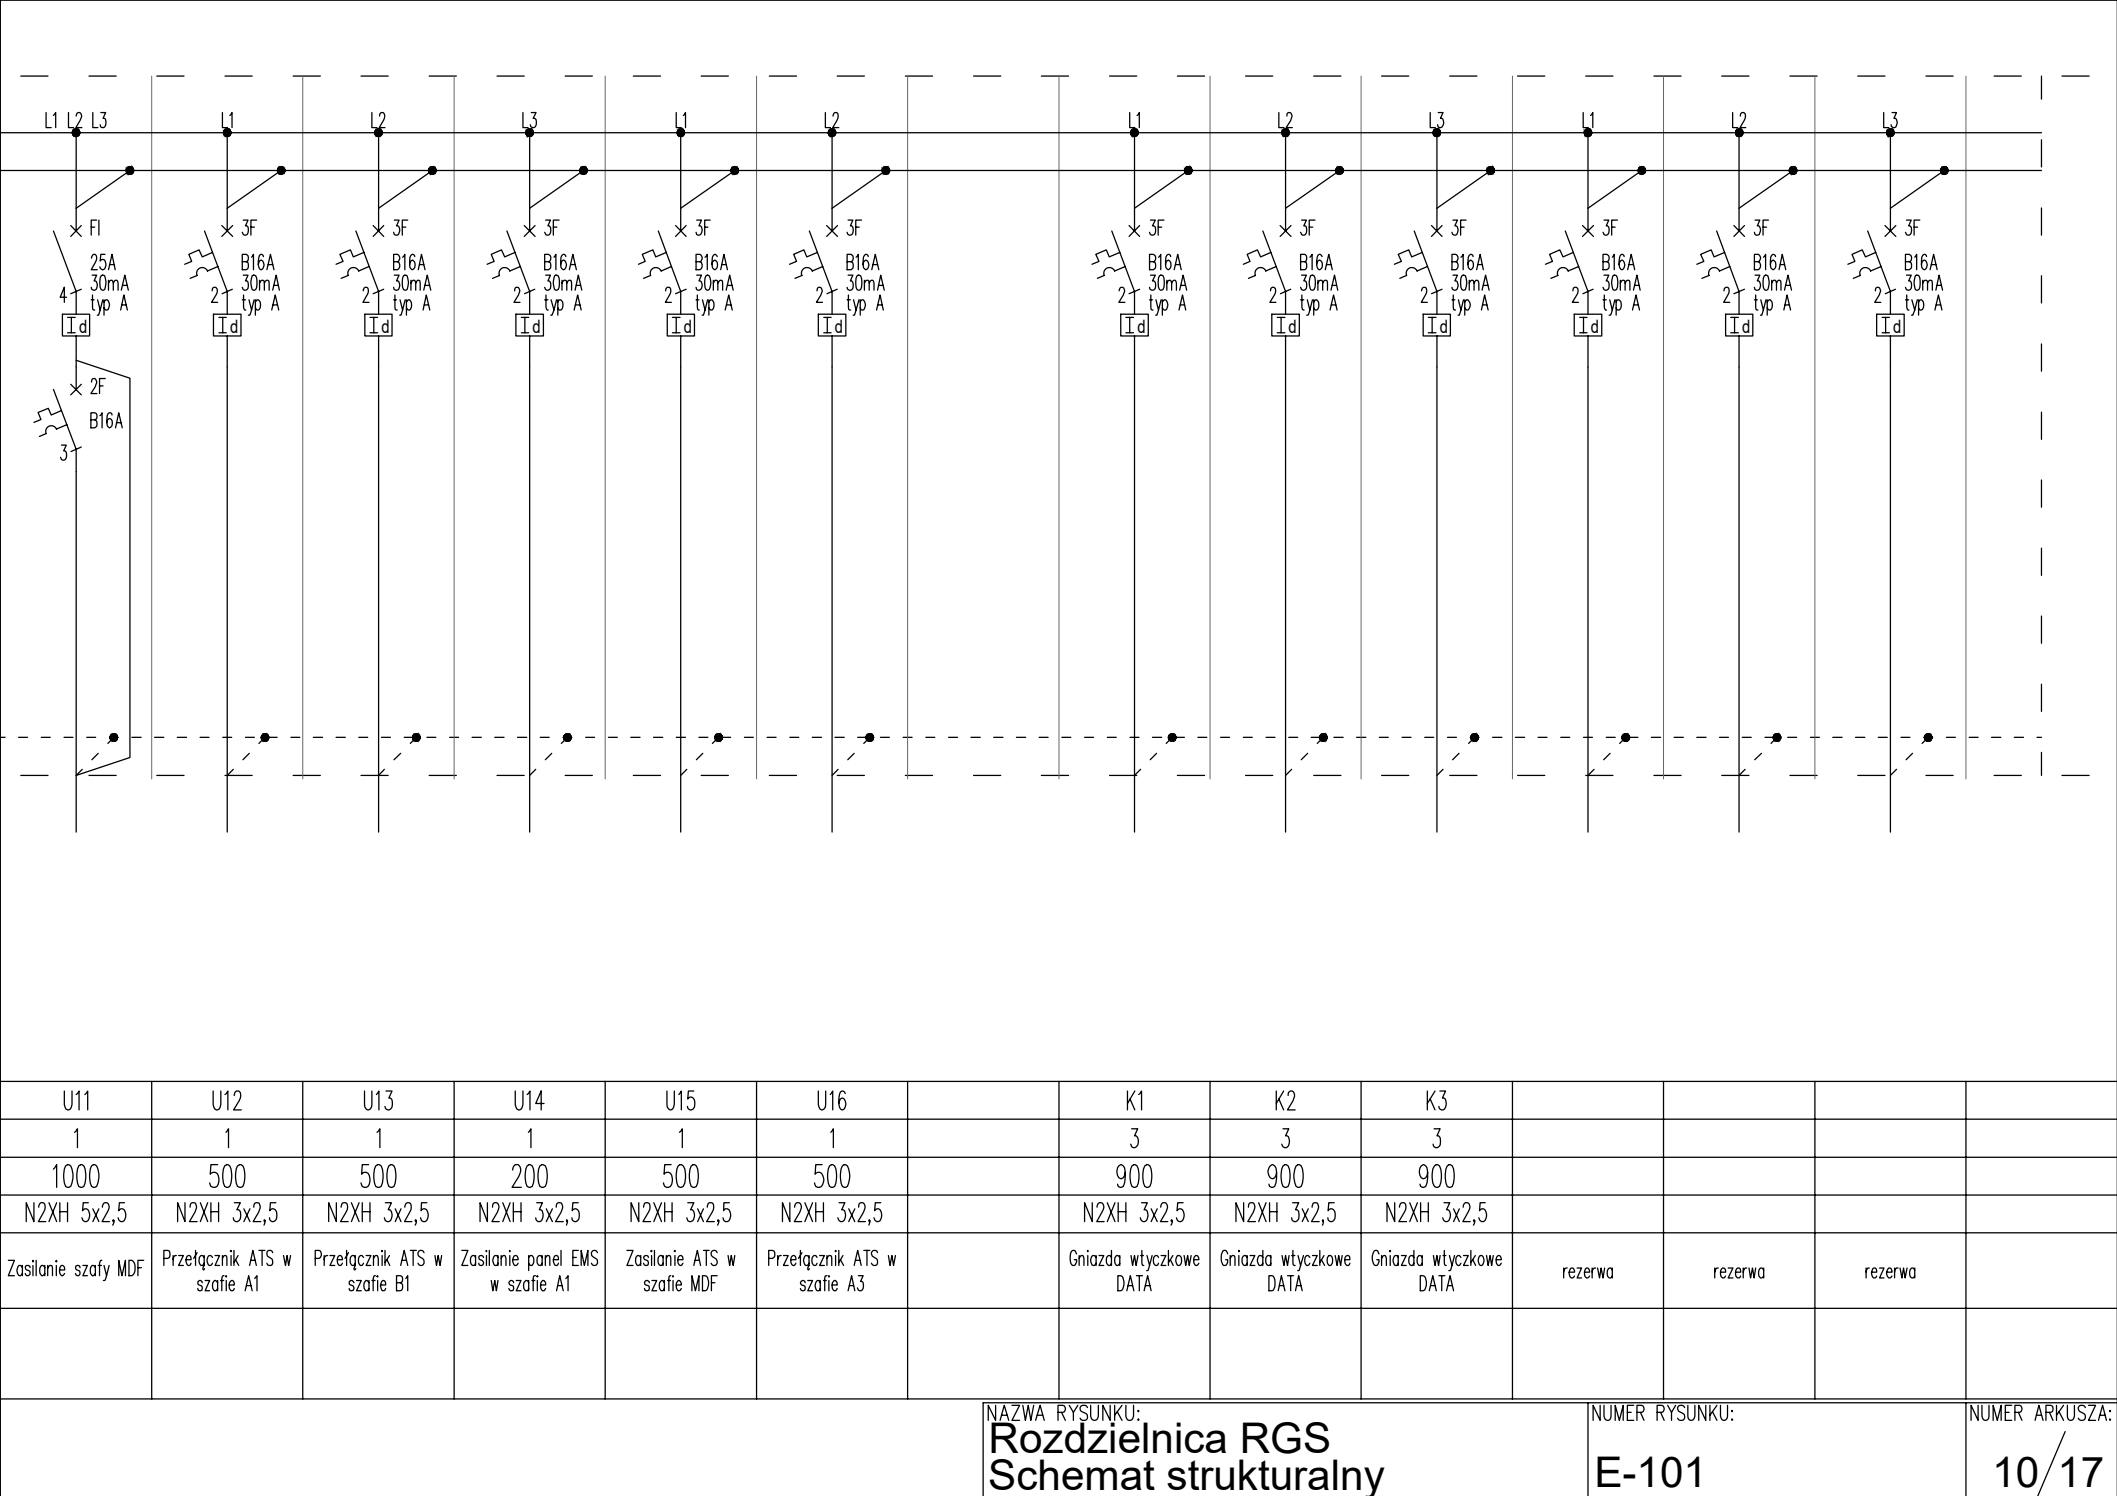 L1 L2 L3 L1 L2 L3 L1 L2 L1 L2 L3 L1 L2 L3
FI 3F 3F 3F 3F 3F 3F 3F 3F 3F 3F 3F
25A B16A B16A B16A B16A B16A B16A B16A B16A B16A B16A B16A
30mA 30mA 30mA 30mA 30mA 30mA 30mA 30mA 30mA 30mA 30mA 30mA
4 2 2 2 2 2 2 2 2 2 2 2
typ A typ A typ A typ A typ A typ A typ A typ A typ A typ A typ A typ A
Id Id Id Id Id Id Id Id Id Id Id Id
2F
B16A
3
U11 U12 U13 U14 U15 U16 K1 K2 K3
1 1 1 1 1 1 3 3 3
1000 500 500 200 500 500 900 900 900
N2XH 5x2,5 N2XH 3x2,5 N2XH 3x2,5 N2XH 3x2,5 N2XH 3x2,5 N2XH 3x2,5 N2XH 3x2,5 N2XH 3x2,5 N2XH 3x2,5
Zasilanie szafy MDF
Przełącznik ATS w
szafie A1
Przełącznik ATS w
szafie B1
Zasilanie panel EMS
w szafie A1
Zasilanie ATS w
szafie MDF
Przełącznik ATS w
szafie A3
Gniazda wtyczkowe
DATA
Gniazda wtyczkowe
DATA
Gniazda wtyczkowe
DATA
rezerwa
rezerwa
rezerwa
NAZWA RYSUNKU:
Rozdzielnica RGS
Schemat strukturalny
NUMER RYSUNKU:
E-101
NUMER ARKUSZA:
10/17